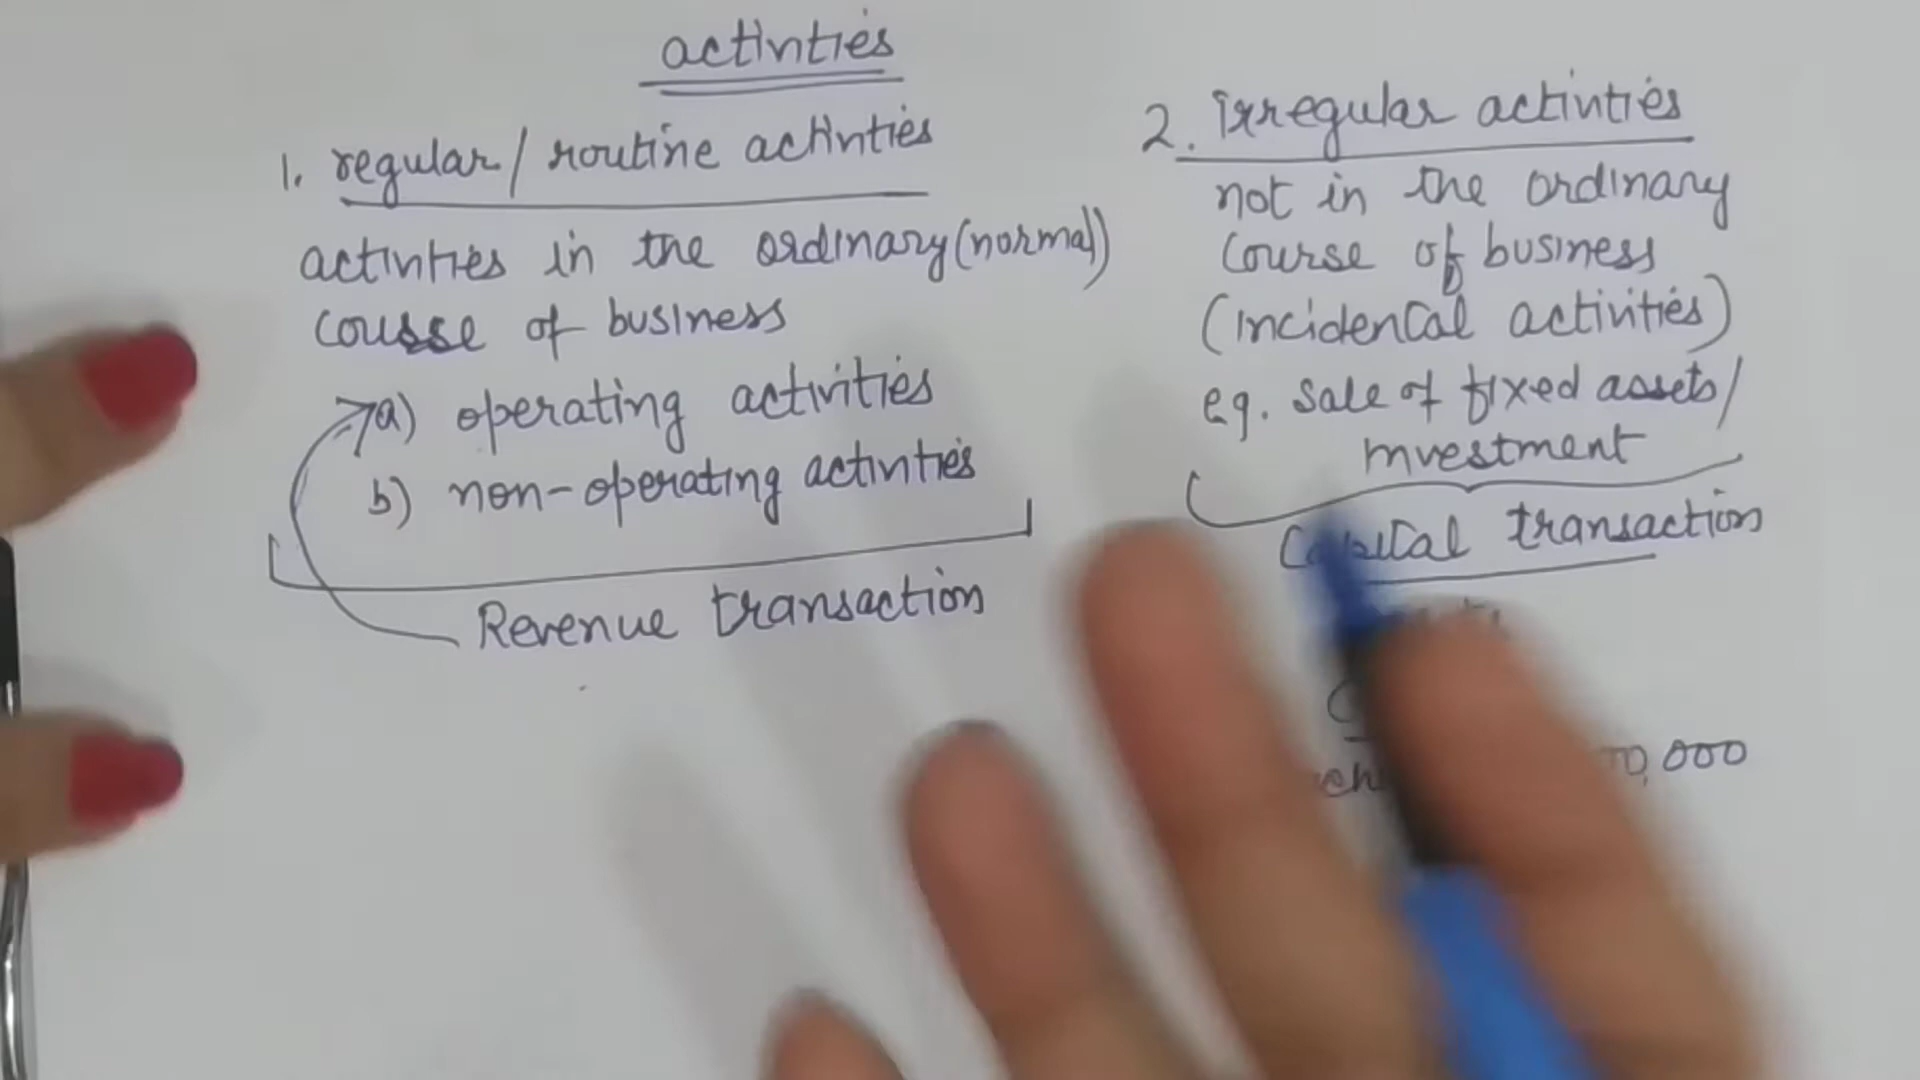 activities
1. regular/routine activities
activities in the ordinary(normal)
course of business
a) operating activities
b) non-operating activities
Revenue transaction
2. irregular activities
not in the ordinary
course of business
(incidental activities)
eg. sale of fixed assets/
investment
Capital transaction
0,000